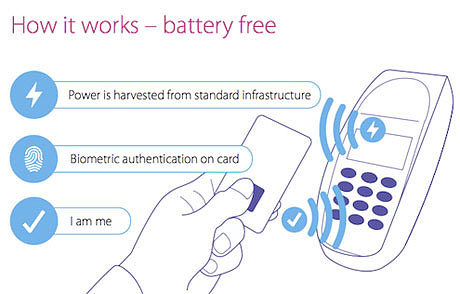 How it works – battery free
Power is harvested from standard infrastructure
Biometric authentication on card
I am me